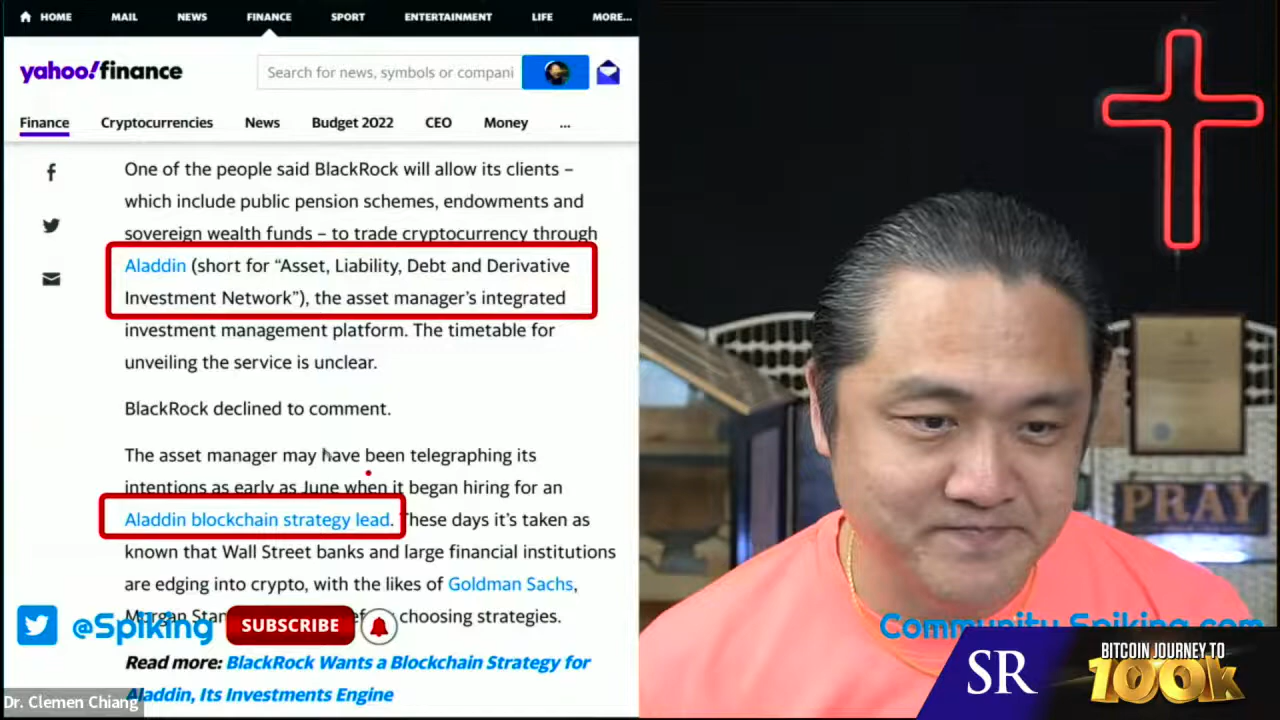 HOME MAIL NEWS FINANCE SPORT ENTERTAINMENT LIFE MORE...
yahoo!finance
Search for news, symbols or compani
Finance Cryptocurrencies News Budget 2022 CEO Money ...
One of the people said BlackRock will allow its clients –
which include public pension schemes, endowments and
sovereign wealth funds – to trade cryptocurrency through
Aladdin (short for “Asset, Liability, Debt and Derivative
Investment Network”), the asset manager’s integrated
investment management platform. The timetable for
unveiling the service is unclear.
BlackRock declined to comment.
The asset manager may have been telegraphing its
intentions as early as June when it began hiring for an
Aladdin blockchain strategy lead. These days it’s taken as
known that Wall Street banks and large financial institutions
are edging into crypto, with the likes of Goldman Sachs,
Morgan Stan choosing strategies.
@Spiking SUBSCRIBE
Read more: BlackRock Wants a Blockchain Strategy for
Aladdin, Its Investments Engine
Dr. Clemen Chiang
PRAY
Community.Spiking.com
SR
BITCOIN JOURNEY TO
100k